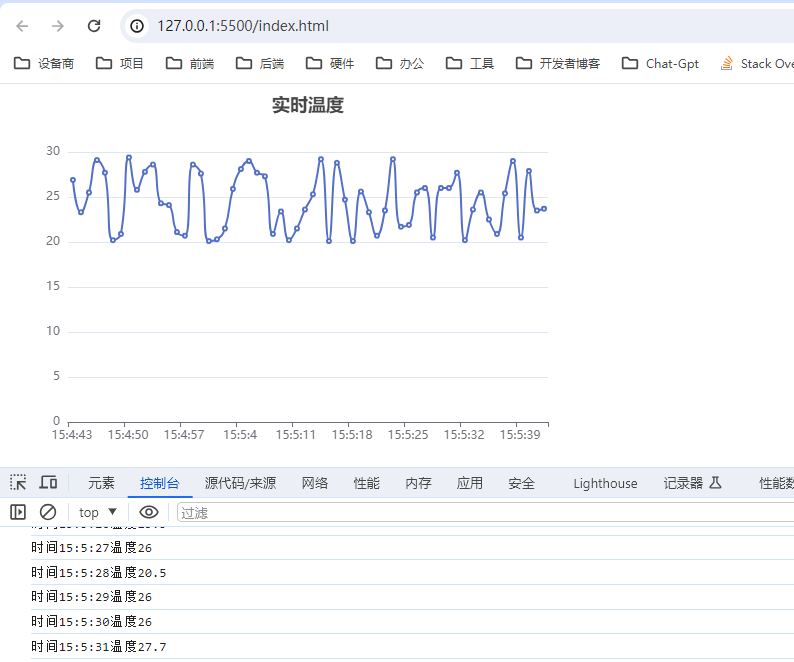 127.0.0.1:5500/index.html
设备商 项目 前端 后端 硬件 办公 工具 开发者博客 Chat-Gpt Stack Ove
实时温度
30
25
20
15
10
5
0
15:4:43 15:4:50 15:4:57 15:5:4 15:5:11 15:5:18 15:5:25 15:5:32 15:5:39
元素 控制台 源代码/来源 网络 性能 内存 应用 安全 Lighthouse 记录器 性能数
top 过滤
时间15:5:27温度26
时间15:5:28温度20.5
时间15:5:29温度26
时间15:5:30温度26
时间15:5:31温度27.7